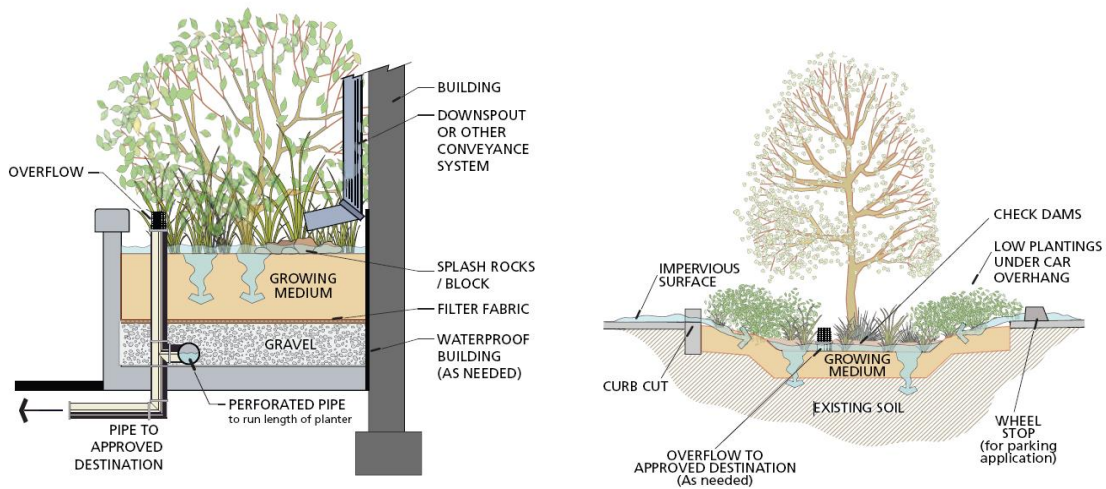 BUILDING
DOWNSPOUT
OR OTHER
CONVEYANCE
SYSTEM
OVERFLOW
SPLASH ROCKS
/ BLOCK
GROWING
MEDIUM
FILTER FABRIC
GRAVEL
WATERPROOF
BUILDING
(AS NEEDED)
PERFORATED PIPE
to run length of planter
PIPE TO
APPROVED
DESTINATION
CHECK DAMS
LOW PLANTINGS
UNDER CAR
OVERHANG
IMPERVIOUS
SURFACE
GROWING
MEDIUM
CURB CUT
EXISTING SOIL
WHEEL
STOP
(for parking
application)
OVERFLOW TO
APPROVED DESTINATION
(As needed)